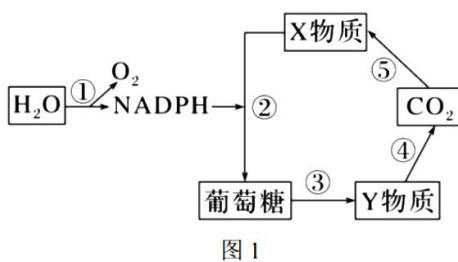 X物质
O₂
①
⑤
H₂O
NADPH
②
CO₂
④
葡萄糖
③
Y物质
图1